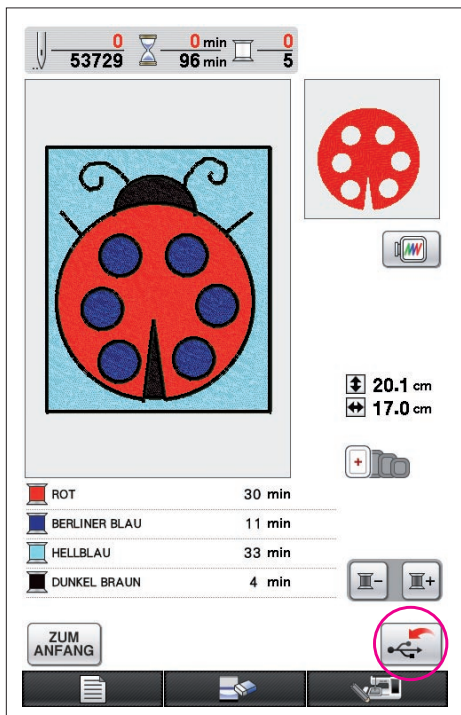 0 0 min 0
53729 96 min 5
20.1 cm
17.0 cm
ROT 30 min
BERLINER BLAU 11 min
HELLBLAU 33 min
DUNKEL BRAUN 4 min
ZUM
ANFANG